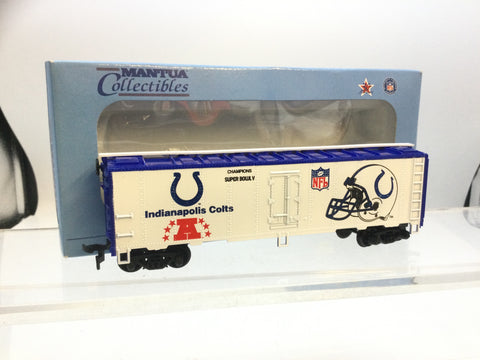 MANTUA
Collectibles
CHAMPIONS
SUPER BOWL V
NFL
Indianapolis Colts
A